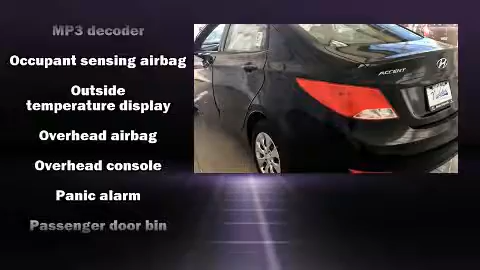 MP3 decoder
Occupant sensing airbag
Outside
temperature display
Overhead airbag
Overhead console
Panic alarm
Passenger door bin
ACCENT